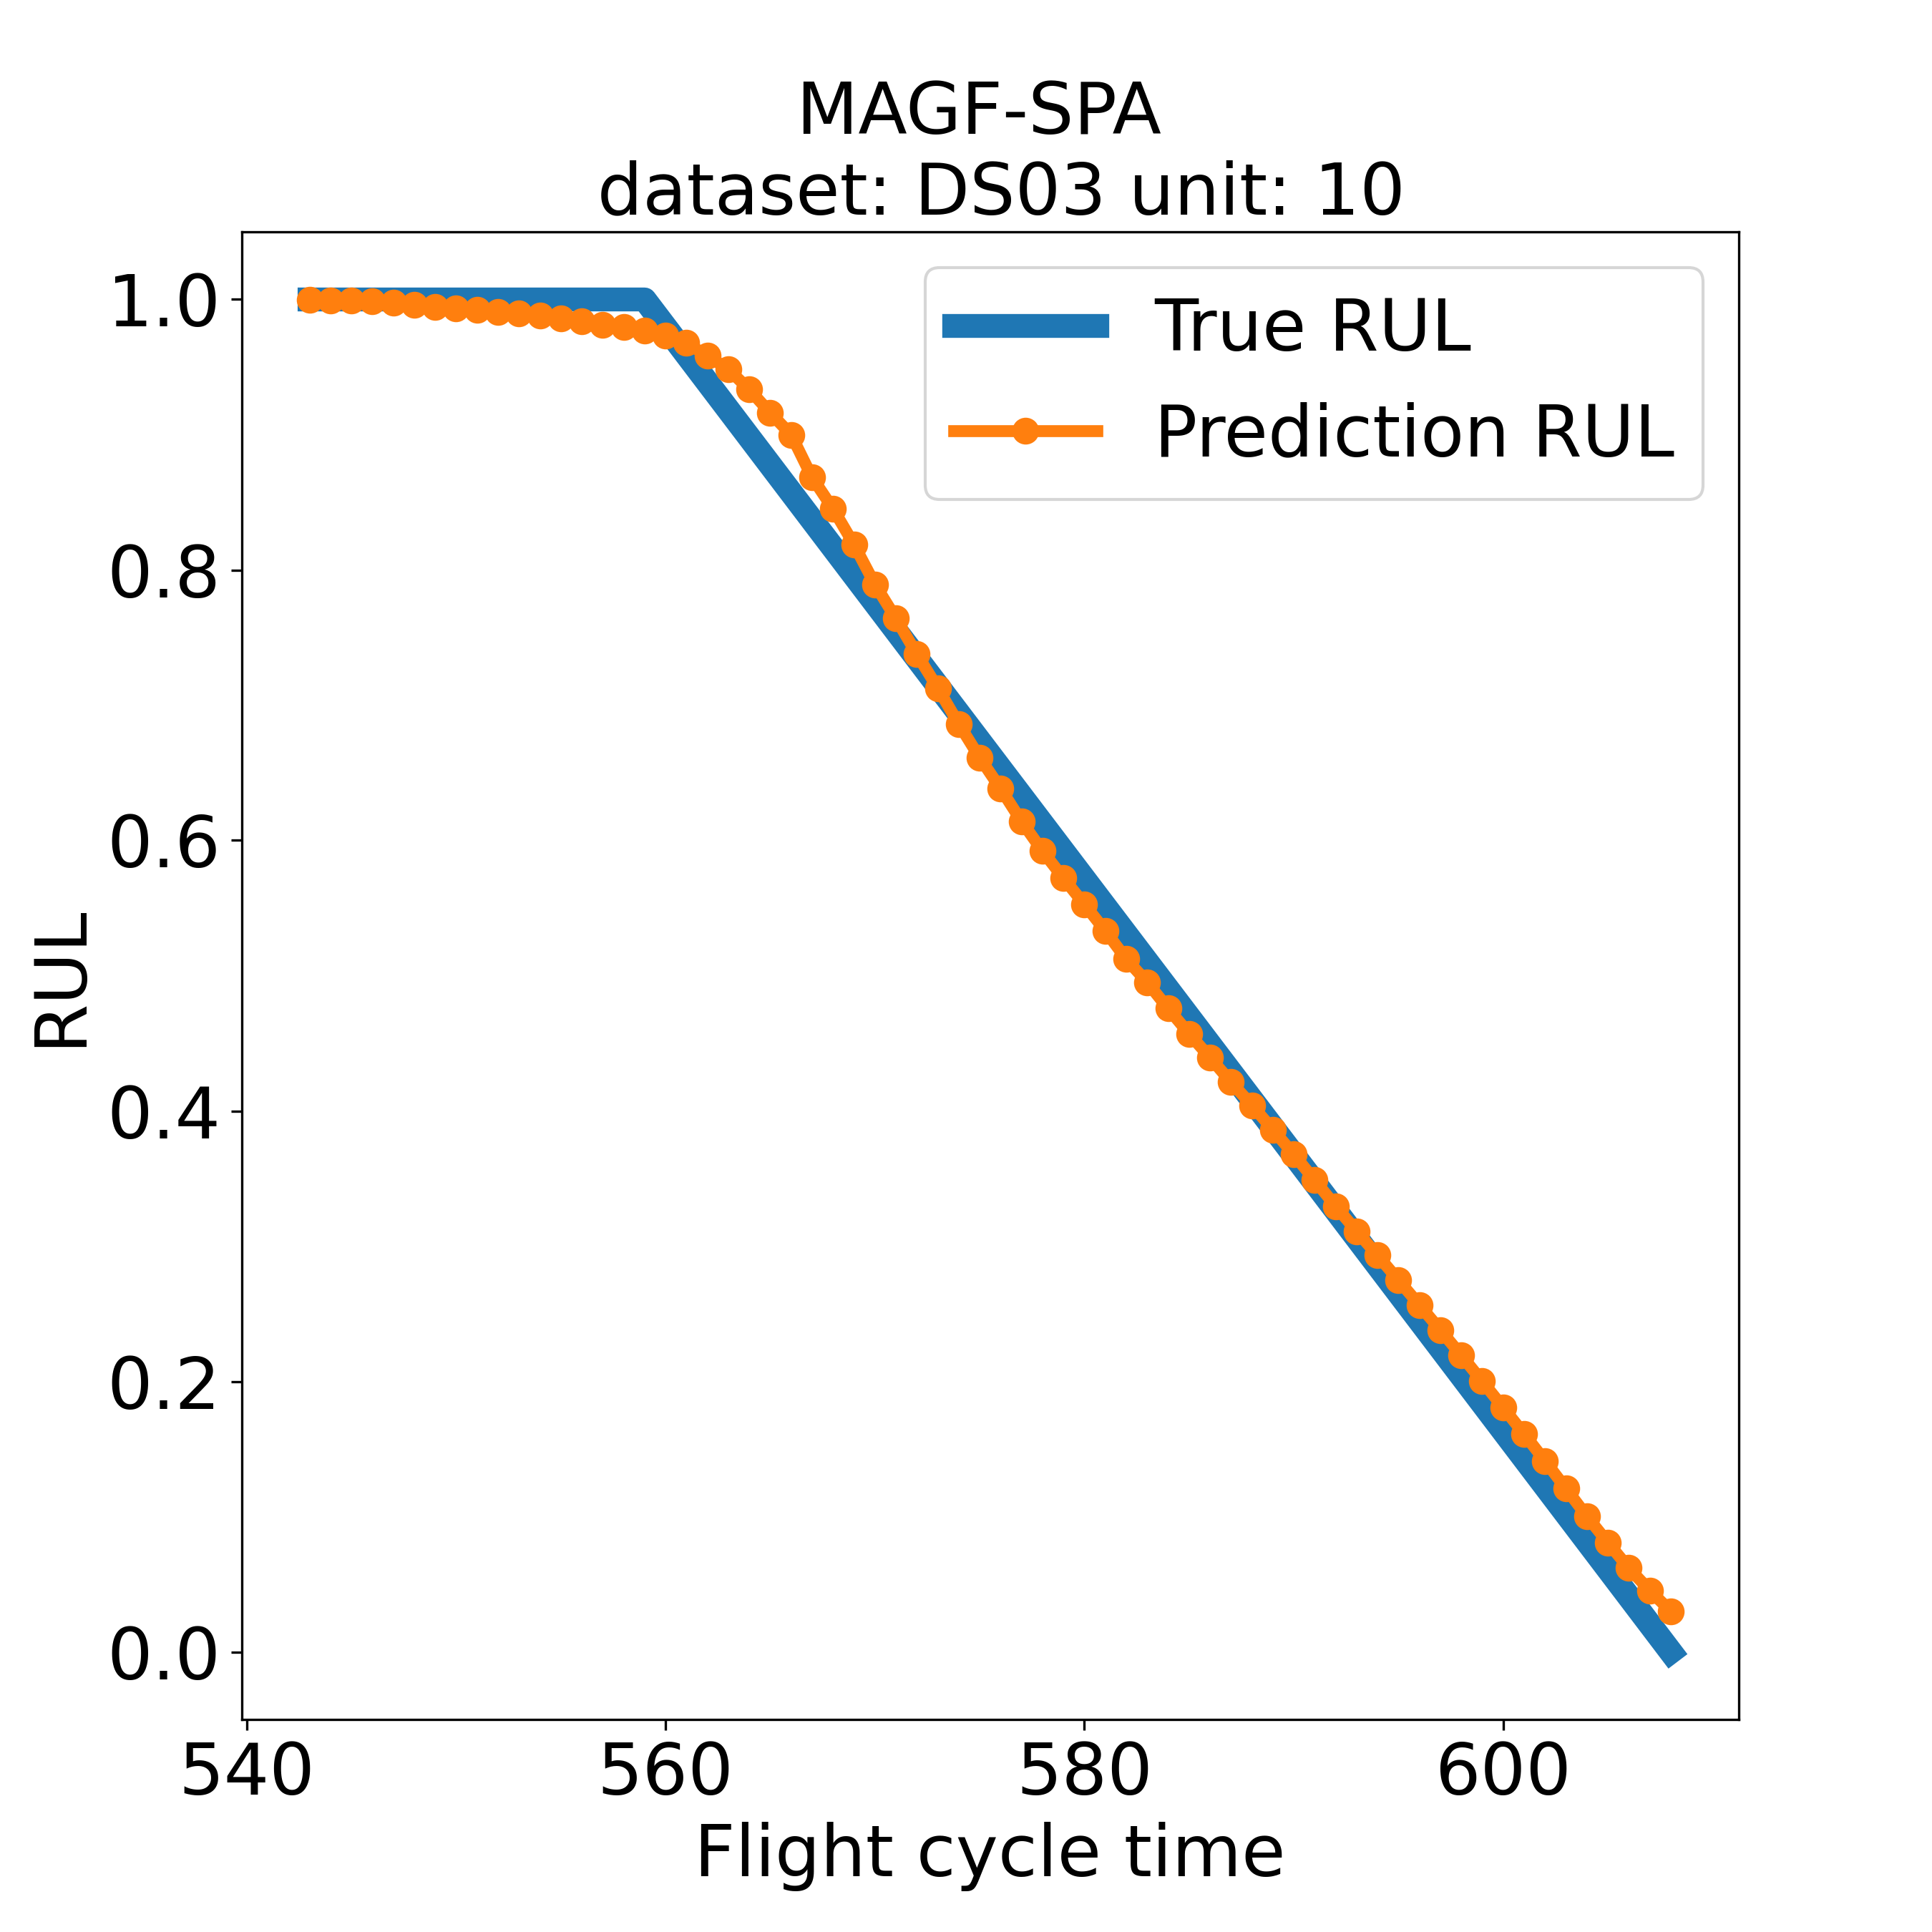 MAGF-SPA
dataset: DS03 unit: 10
True RUL
Prediction RUL
1.0
0.8
0.6
0.4
0.2
0.0
RUL
540 560 580 600
Flight cycle time